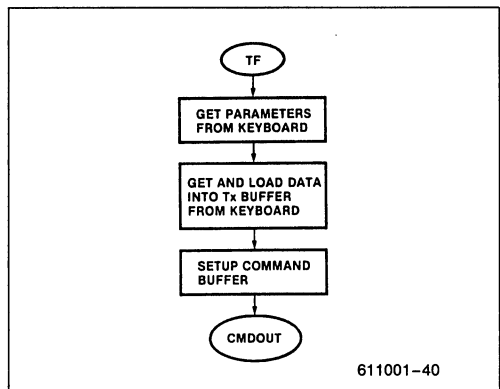 TF
GET PARAMETERS
FROM KEYBOARD
GET AND LOAD DATA
INTO Tx BUFFER
FROM KEYBOARD
SETUP COMMAND
BUFFER
CMDOUT
611001-40